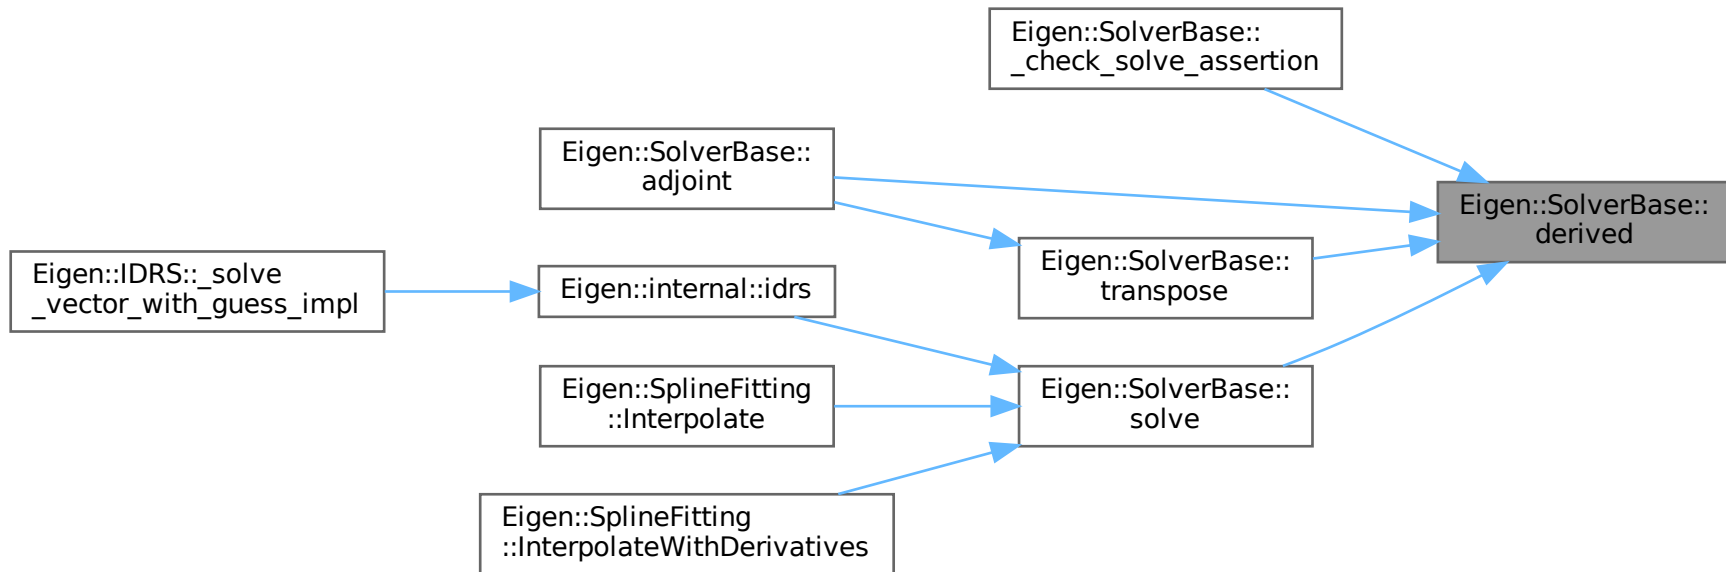 Eigen::SolverBase::
_check_solve_assertion
Eigen::SolverBase::
adjoint
Eigen::SolverBase::
derived
Eigen::SolverBase::
transpose
Eigen::IDRS::_solve
_vector_with_guess_impl
Eigen::internal::idrs
Eigen::SplineFitting
::Interpolate
Eigen::SolverBase::
solve
Eigen::SplineFitting
::InterpolateWithDerivatives